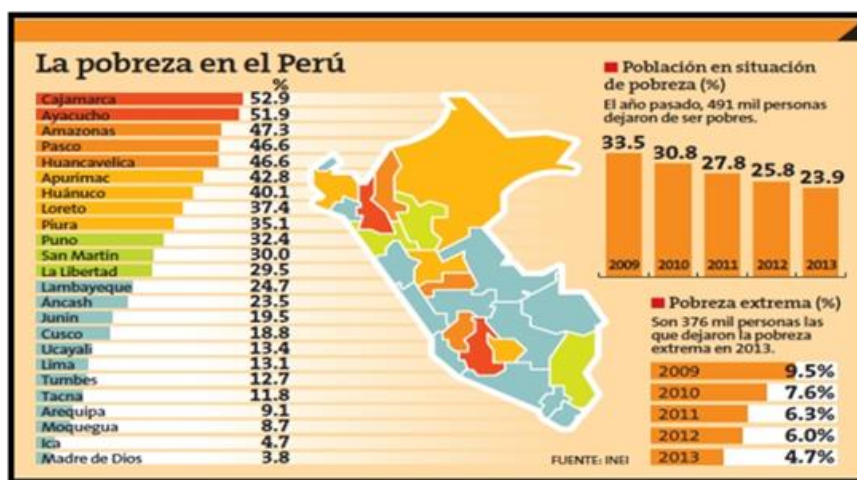 La pobreza en el Perú
%
Cajamarca 52.9
Ayacucho 51.9
Amazonas 47.3
Pasco 46.6
Huancavelica 46.6
Apurimac 42.8
Huánuco 40.1
Loreto 37.4
Piura 35.1
Puno 32.4
San Martín 30.0
La Libertad 29.5
Lambayeque 24.7
Áncash 23.5
Junín 19.5
Cusco 18.8
Ucayali 13.4
Lima 13.1
Tumbes 12.7
Tacna 11.8
Arequipa 9.1
Moquegua 8.7
Ica 4.7
Madre de Dios 3.8
Población en situación
de pobreza (%)
El año pasado, 491 mil personas
dejaron de ser pobres.
33.5 30.8 27.8 25.8 23.9
2009 2010 2011 2012 2013
Pobreza extrema (%)
Son 376 mil personas las
que dejaron la pobreza
extrema en 2013.
2009 9.5%
2010 7.6%
2011 6.3%
2012 6.0%
2013 4.7%
FUENTE: INEI